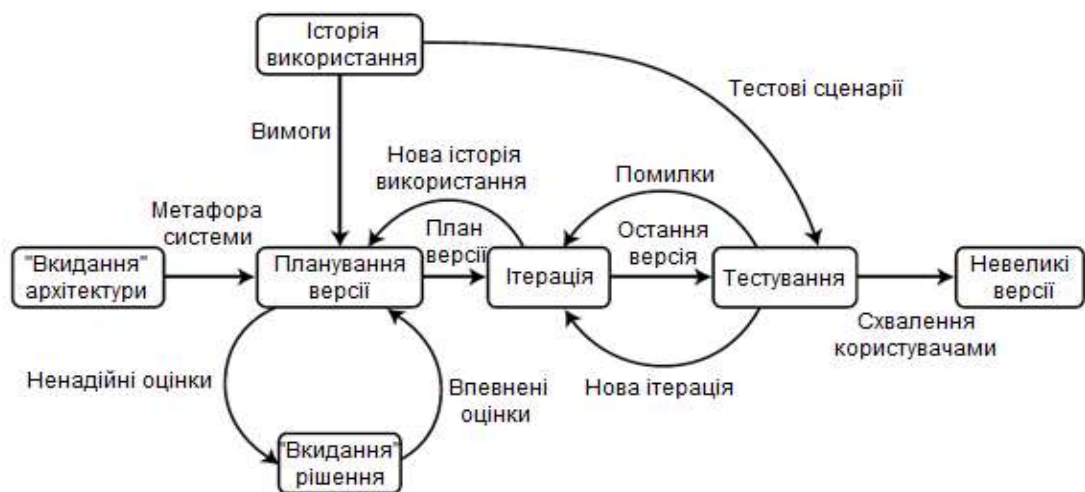 Історія
використання
Тестові сценарії
Вимоги
Нова історія
використання
Помилки
Метафора
системи
План
версії
Остання
версія
"Вкидання"
архітектури
Планування
версії
Ітерація
Тестування
Невеликі
версії
Схвалення
користувачами
Ненадійні оцінки
Впевнені
оцінки
Нова ітерація
"Вкидання"
рішення